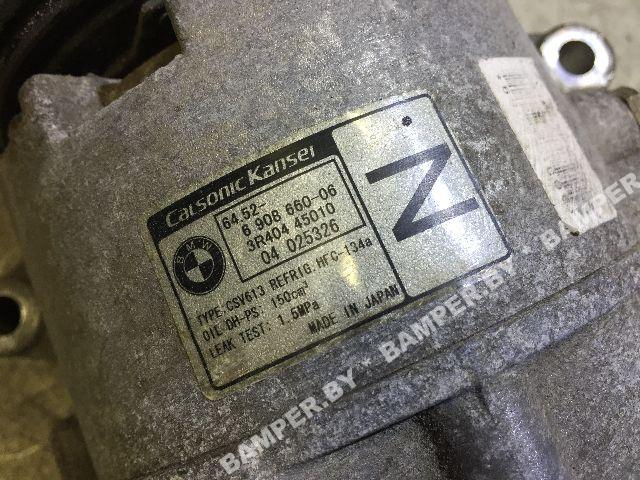 Calsonic Kansei
64.52-
6 908 660-06
3R404 45010
04 025326
BMW
TYPE:CSV613 REFRIG:HFC-134a
OIL:DH-PS: 150cm³
LEAK TEST: 1.5MPa
MADE IN JAPAN
N
BAMPER.BY * BAMPER.BY * BAMPER.BY